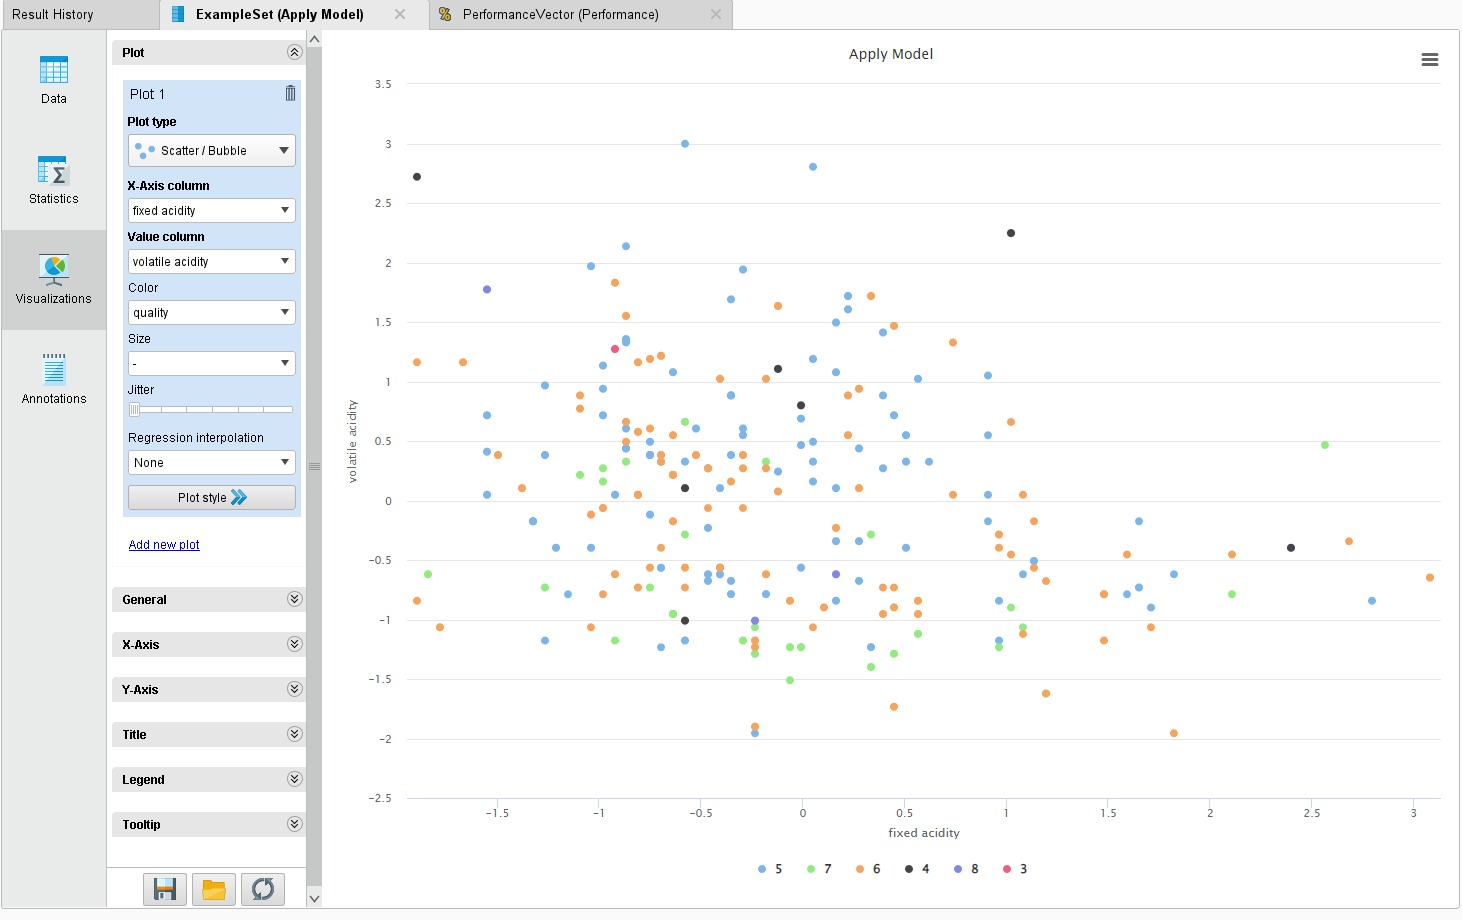 Result History
ExampleSet (Apply Model)
PerformanceVector (Performance)
Data
Statistics
Visualizations
Annotations
Plot
Plot 1
Plot type
Scatter / Bubble
X-Axis column
fixed acidity
Value column
volatile acidity
Color
quality
Size
-
Jitter
Regression interpolation
None
Plot style
Add new plot
General
X-Axis
Y-Axis
Title
Legend
Tooltip
Apply Model
volatile acidity
3.5
3
2.5
2
1.5
1
0.5
0
−0.5
−1
−1.5
−2
−2.5
−1.5 −1 −0.5 0 0.5 1 1.5 2 2.5 3
fixed acidity
5 7 6 4 8 3